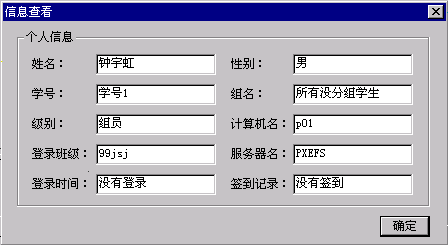 信息查看
个人信息
姓名： 钟宇虹 性别： 男
学号： 学号1 组名： 所有没分组学生
级别： 组员 计算机名： p01
登录班级： 99jsj 服务器名： PXEFS
登录时间： 没有登录 签到记录： 没有签到
确定